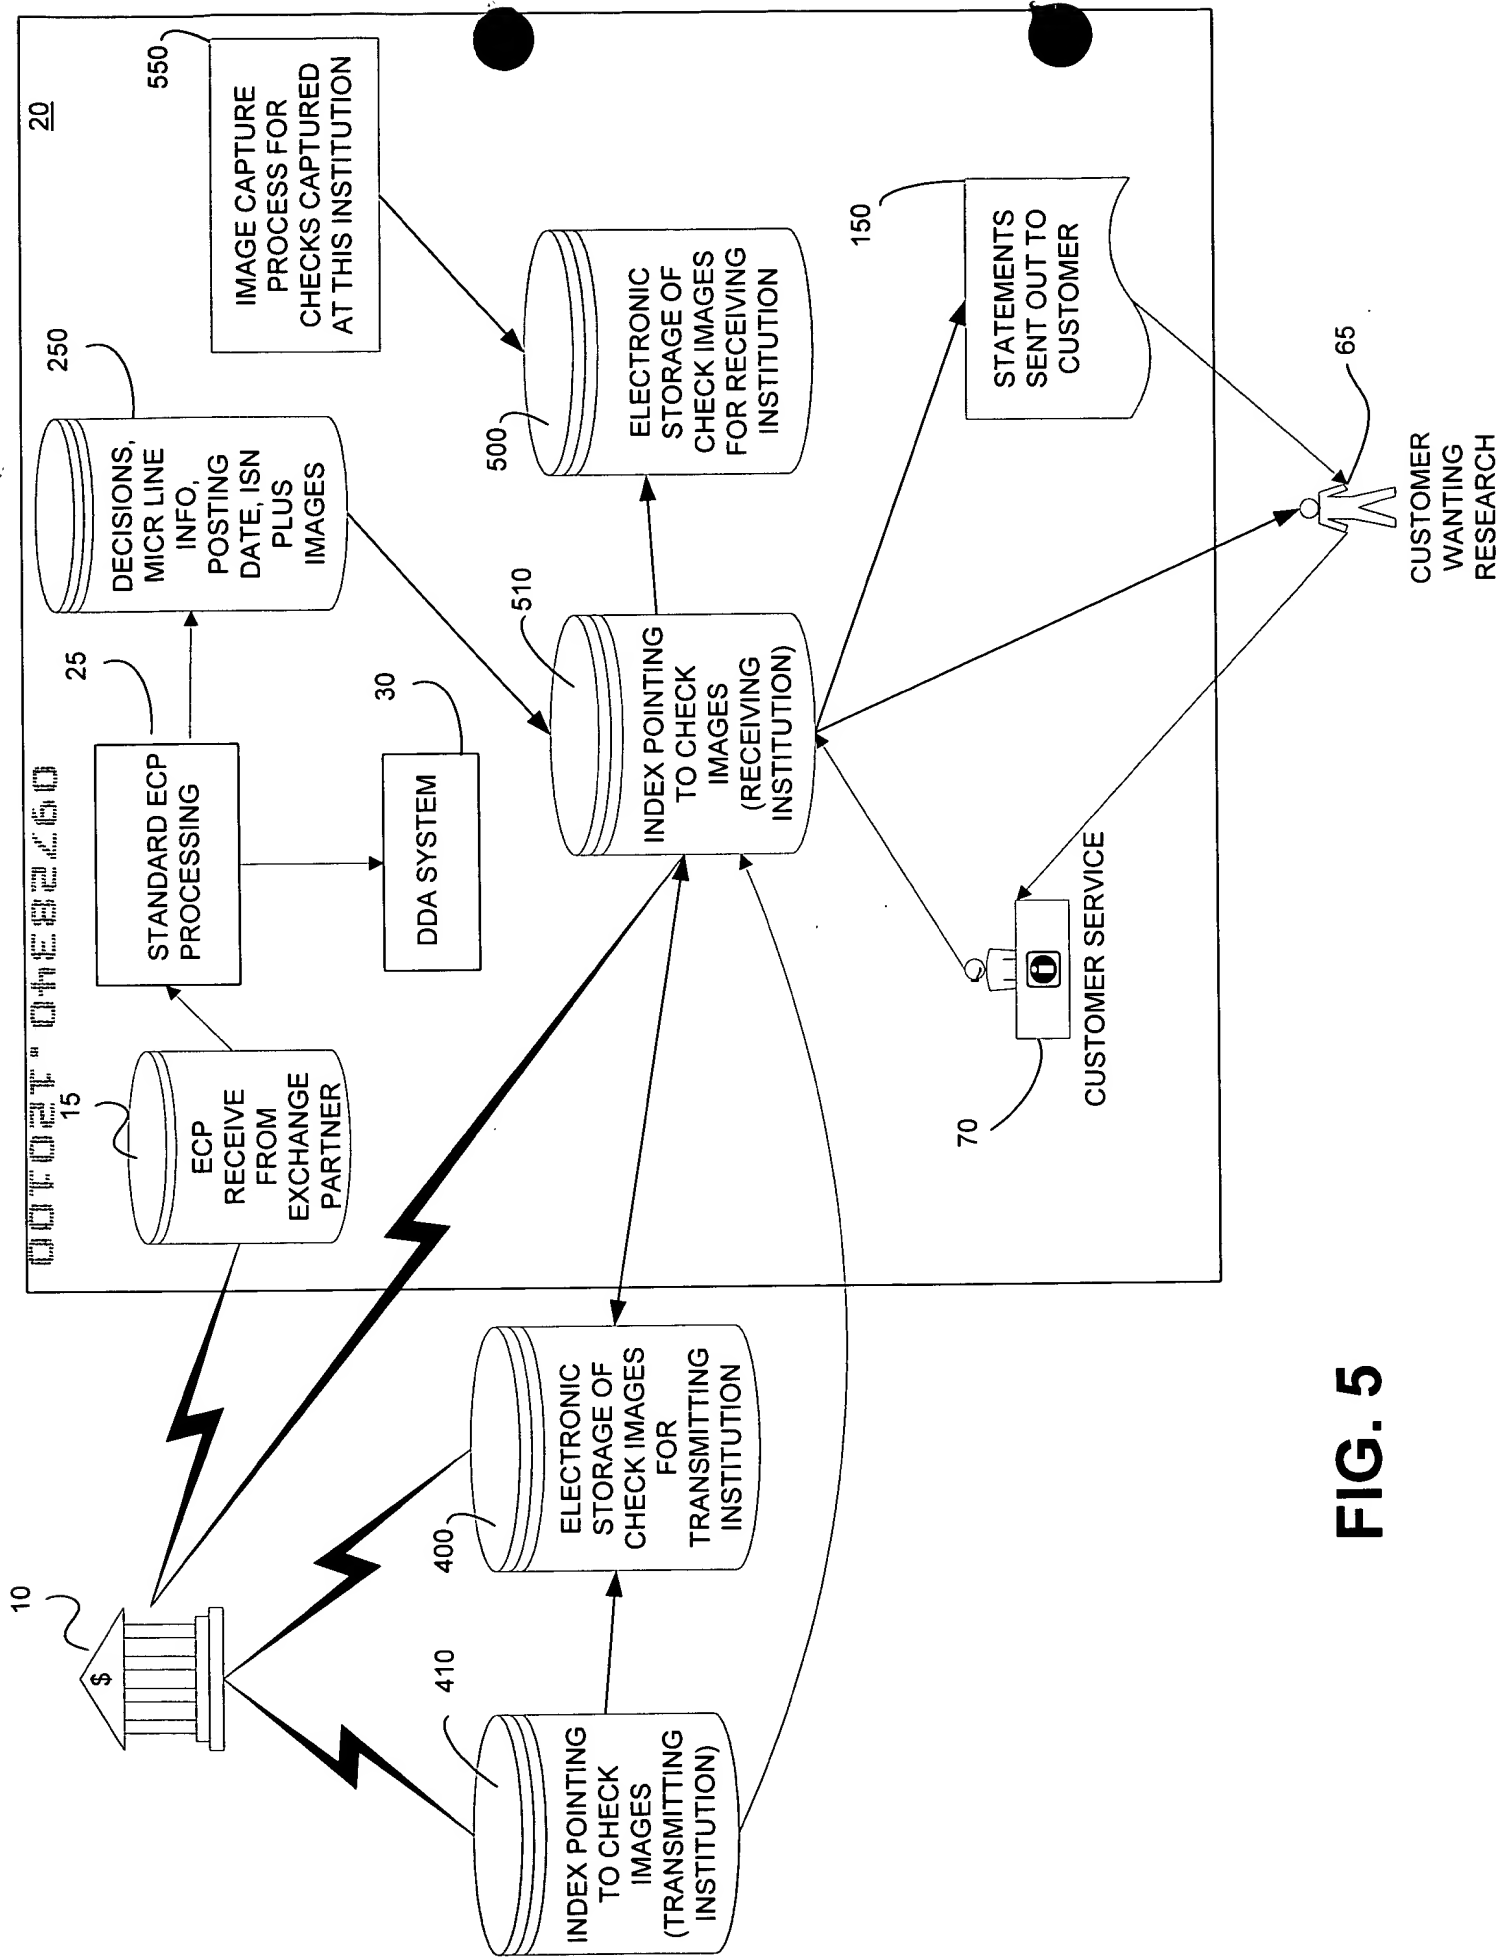 09728340.120100
20
550
IMAGE CAPTURE
PROCESS FOR
CHECKS CAPTURED
AT THIS INSTITUTION
250
DECISIONS,
MICR LINE
INFO,
POSTING
DATE, ISN
PLUS
IMAGES
25
STANDARD ECP
PROCESSING
30
DDA SYSTEM
15
ECP
RECEIVE
FROM
EXCHANGE
PARTNER
10
$
500
ELECTRONIC
STORAGE OF
CHECK IMAGES
FOR RECEIVING
INSTITUTION
510
INDEX POINTING
TO CHECK
IMAGES
(RECEIVING
INSTITUTION)
400
ELECTRONIC
STORAGE OF
CHECK IMAGES
FOR
TRANSMITTING
INSTITUTION
410
INDEX POINTING
TO CHECK
IMAGES
(TRANSMITTING
INSTITUTION)
150
STATEMENTS
SENT OUT TO
CUSTOMER
70
CUSTOMER SERVICE
65
CUSTOMER
WANTING
RESEARCH
FIG. 5